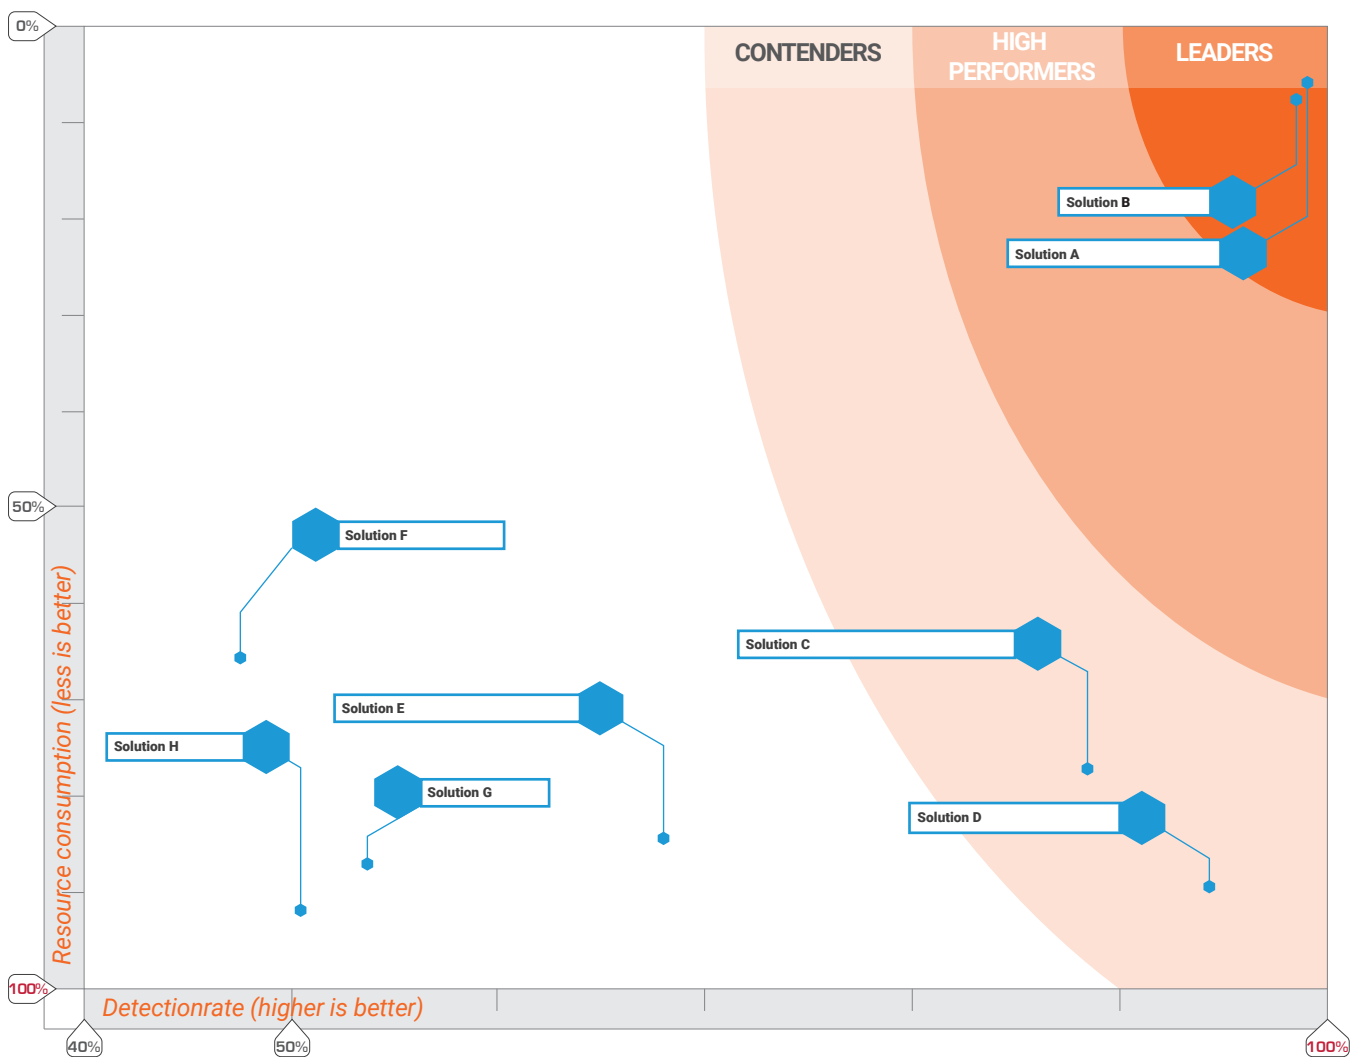 0%
CONTENDERS
HIGH
PERFORMERS
LEADERS
Solution B
Solution A
50%
Solution F
Solution C
Solution E
Solution H
Solution G
Solution D
Resource consumption (less is better)
100%
Detectionrate (higher is better)
40%
50%
100%